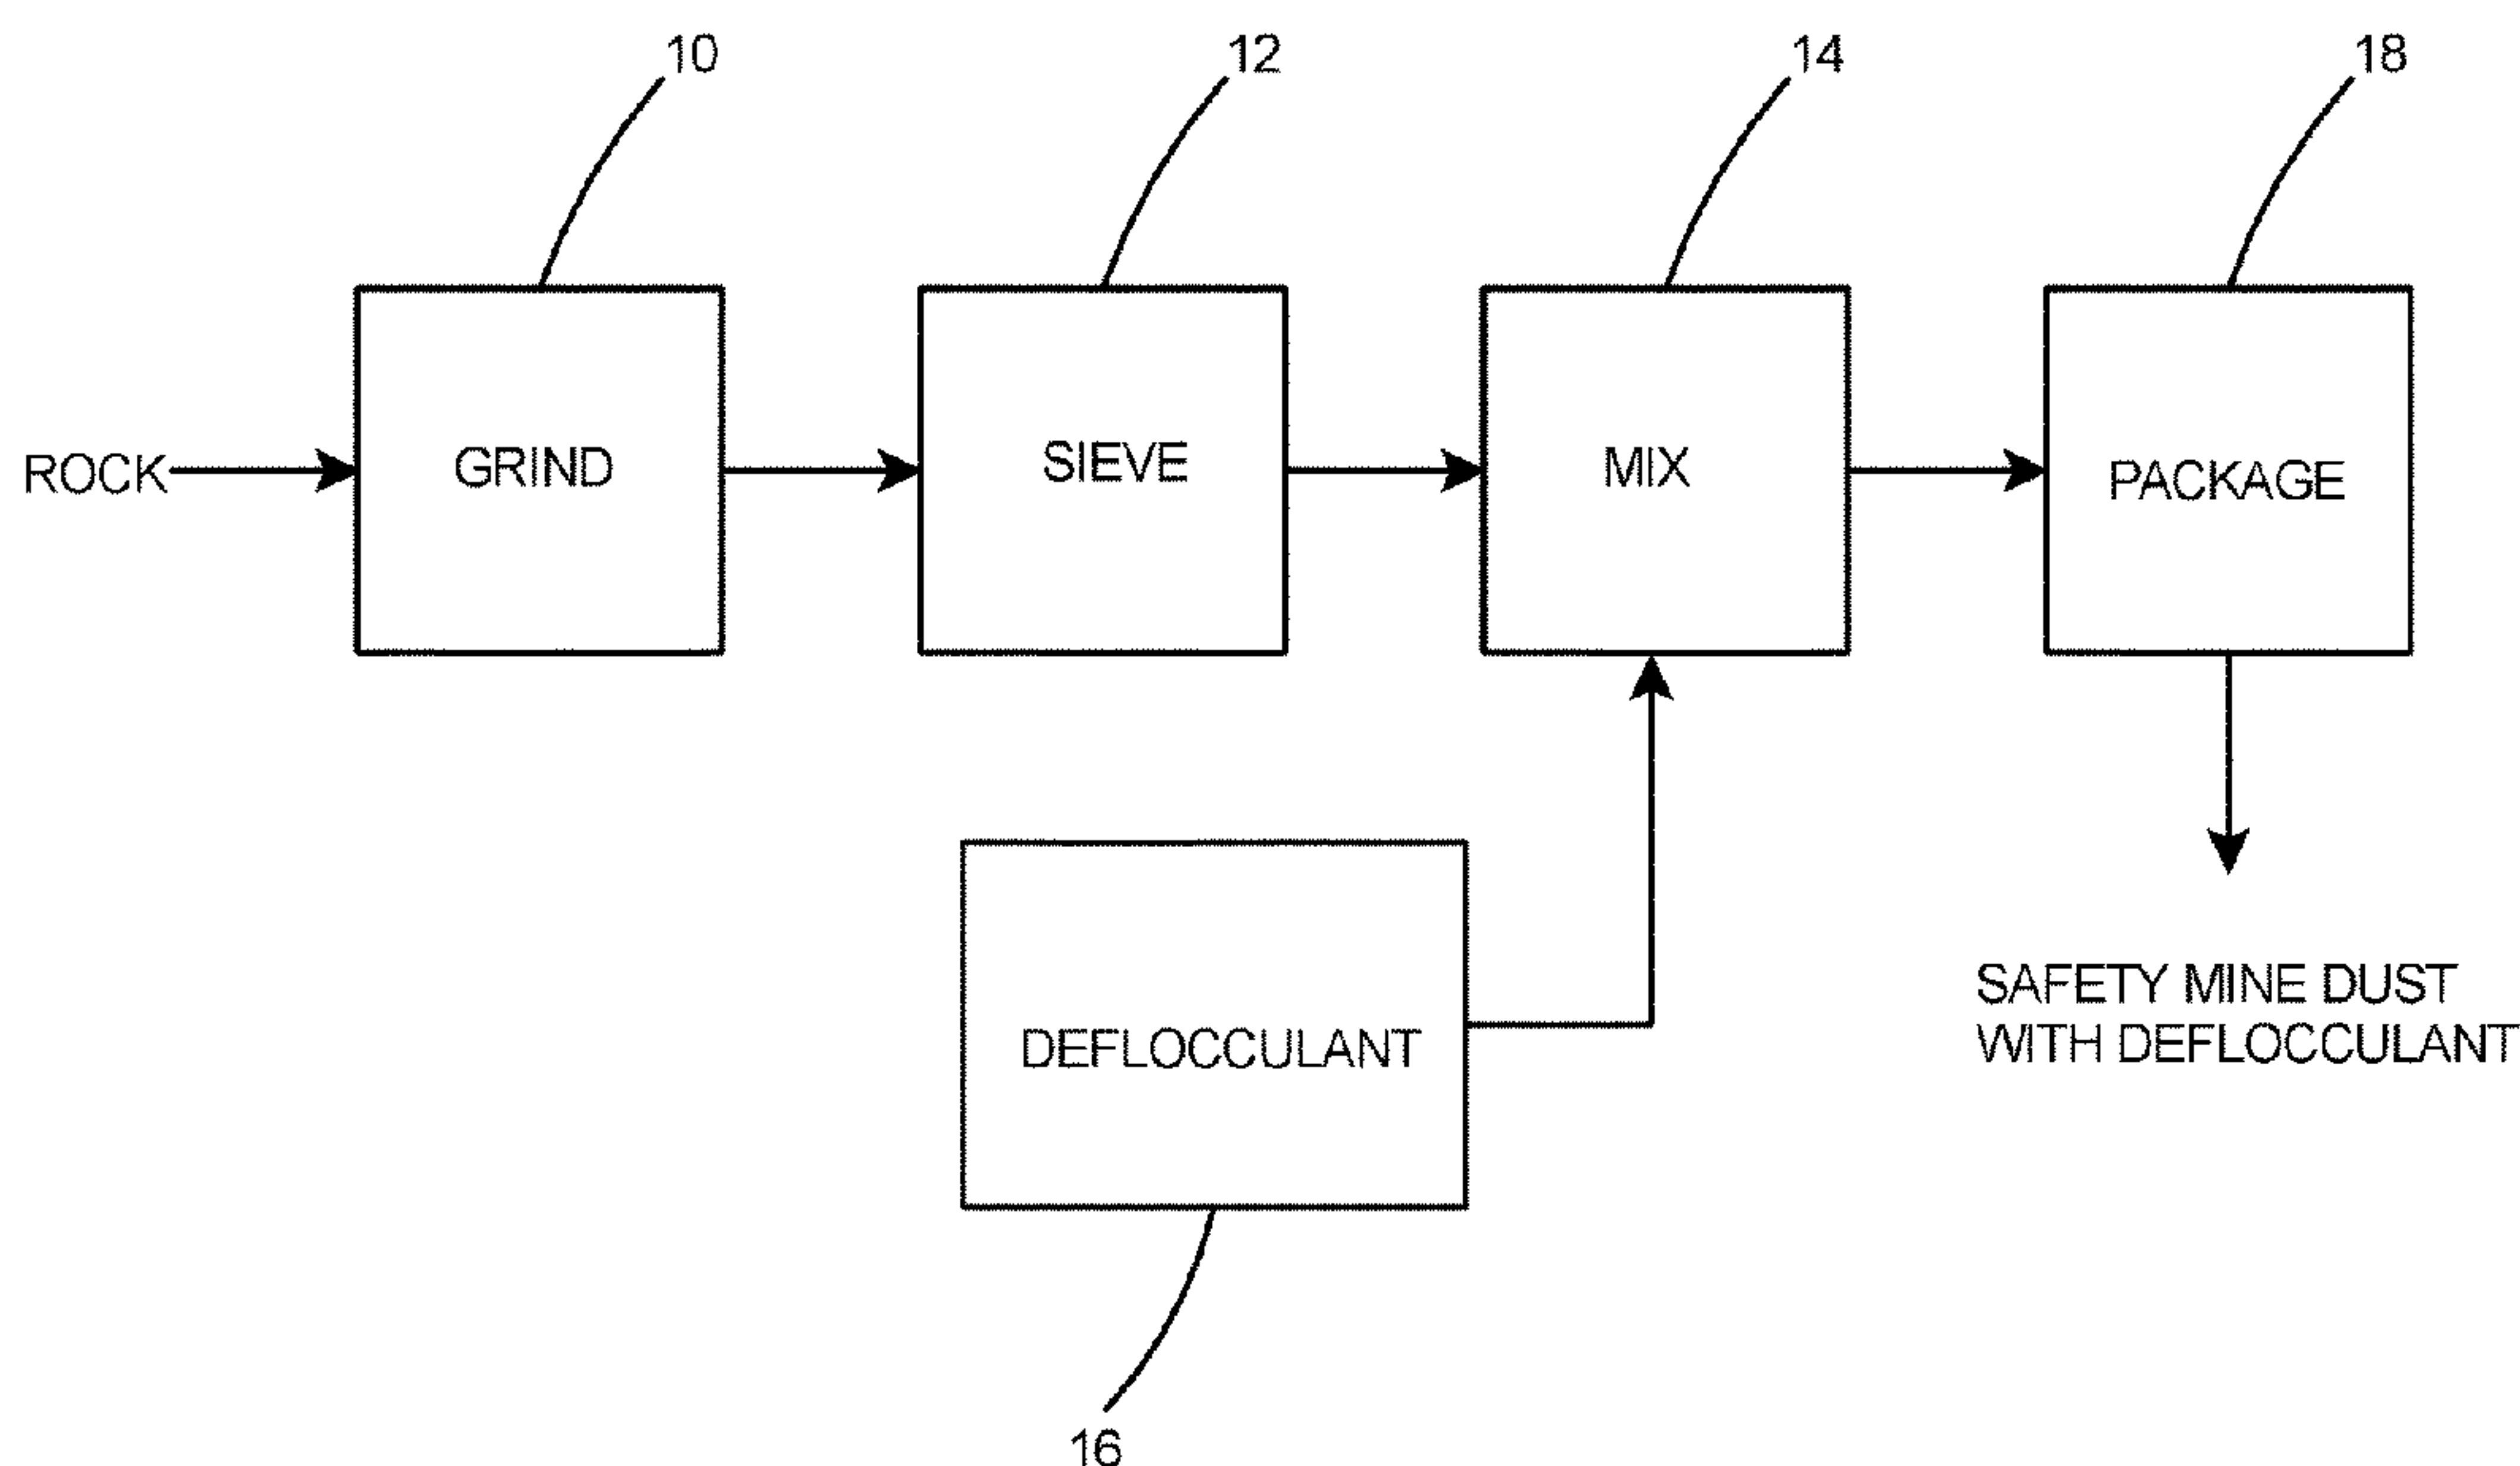 10
12
14
18
ROCK
GRIND
SIEVE
MIX
PACKAGE
DEFLOCCULANT
SAFETY MINE DUST
WITH DEFLOCCULANT
16